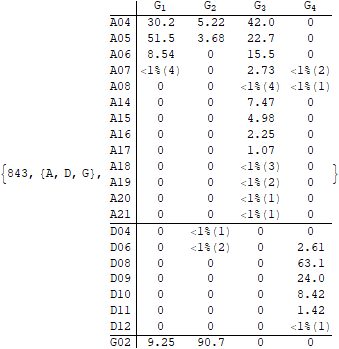 G1 G2 G3 G4
A04 30.2 5.22 42.0 0
A05 51.5 3.68 22.7 0
A06 8.54 0 15.5 0
A07 <1%(4) 0 2.73 <1%(2)
A08 0 0 <1%(4) <1%(1)
A14 0 0 7.47 0
A15 0 0 4.98 0
A16 0 0 2.25 0
A17 0 0 1.07 0
{843, {A, D, G}, A18 0 0 <1%(3) 0 }
A19 0 0 <1%(2) 0
A20 0 0 <1%(1) 0
A21 0 0 <1%(1) 0
D04 0 <1%(1) 0 0
D06 0 <1%(2) 0 2.61
D08 0 0 0 63.1
D09 0 0 0 24.0
D10 0 0 0 8.42
D11 0 0 0 1.42
D12 0 0 0 <1%(1)
G02 9.25 90.7 0 0